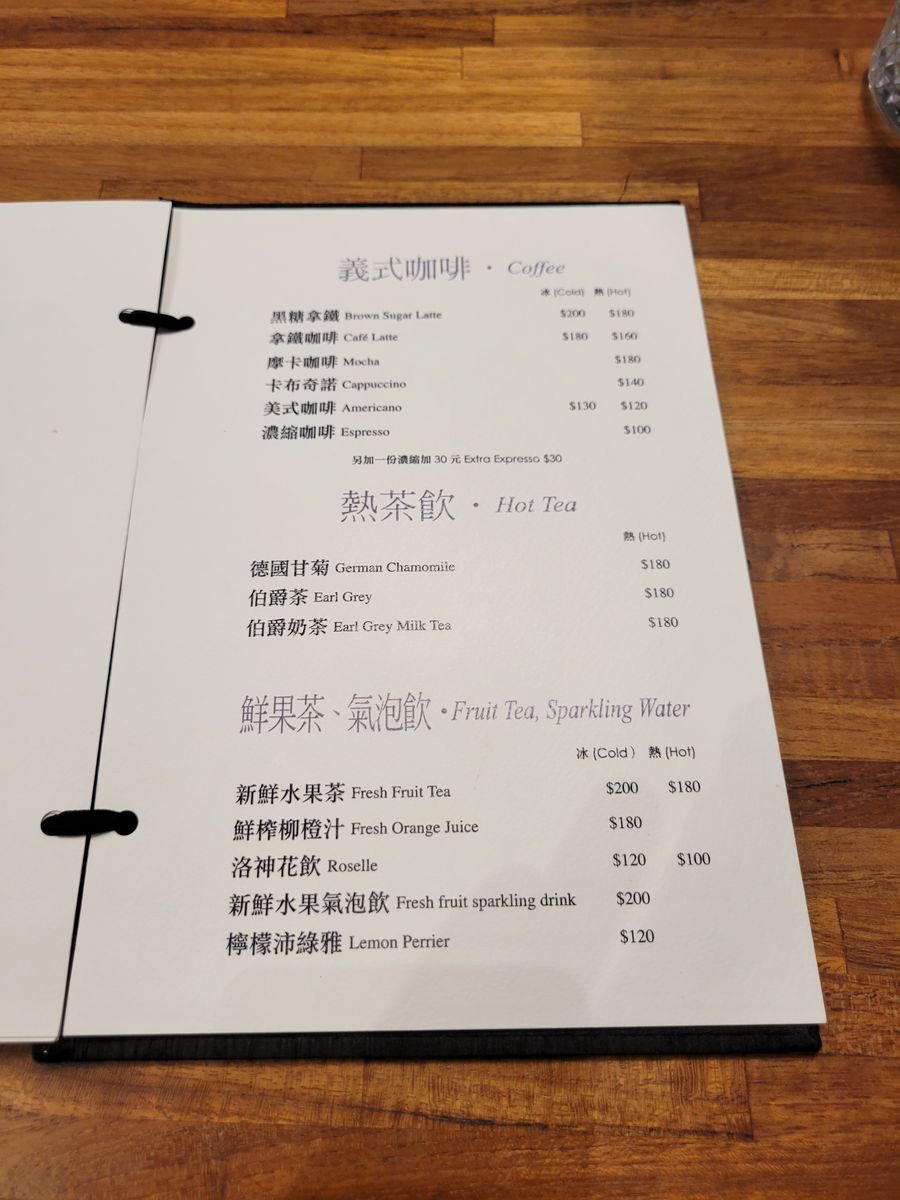 義式咖啡 · Coffee
冰 (Cold) 熱 (Hot)
黑糖拿鐵 Brown Sugar Latte $200 $180
拿鐵咖啡 Café Latte $180 $160
摩卡咖啡 Mocha $180
卡布奇諾 Cappuccino $140
美式咖啡 Americano $130 $120
濃縮咖啡 Espresso $100
另加一份濃縮加 30 元 Extra Expresso $30
熱茶飲 · Hot Tea
熱 (Hot)
德國甘菊 German Chamomile $180
伯爵茶 Earl Grey $180
伯爵奶茶 Earl Grey Milk Tea $180
鮮果茶、氣泡飲 · Fruit Tea, Sparkling Water
冰 (Cold) 熱 (Hot)
新鮮水果茶 Fresh Fruit Tea $200 $180
鮮榨柳橙汁 Fresh Orange Juice $180
洛神花飲 Roselle $120 $100
新鮮水果氣泡飲 Fresh fruit sparkling drink $200
檸檬沛綠雅 Lemon Perrier $120